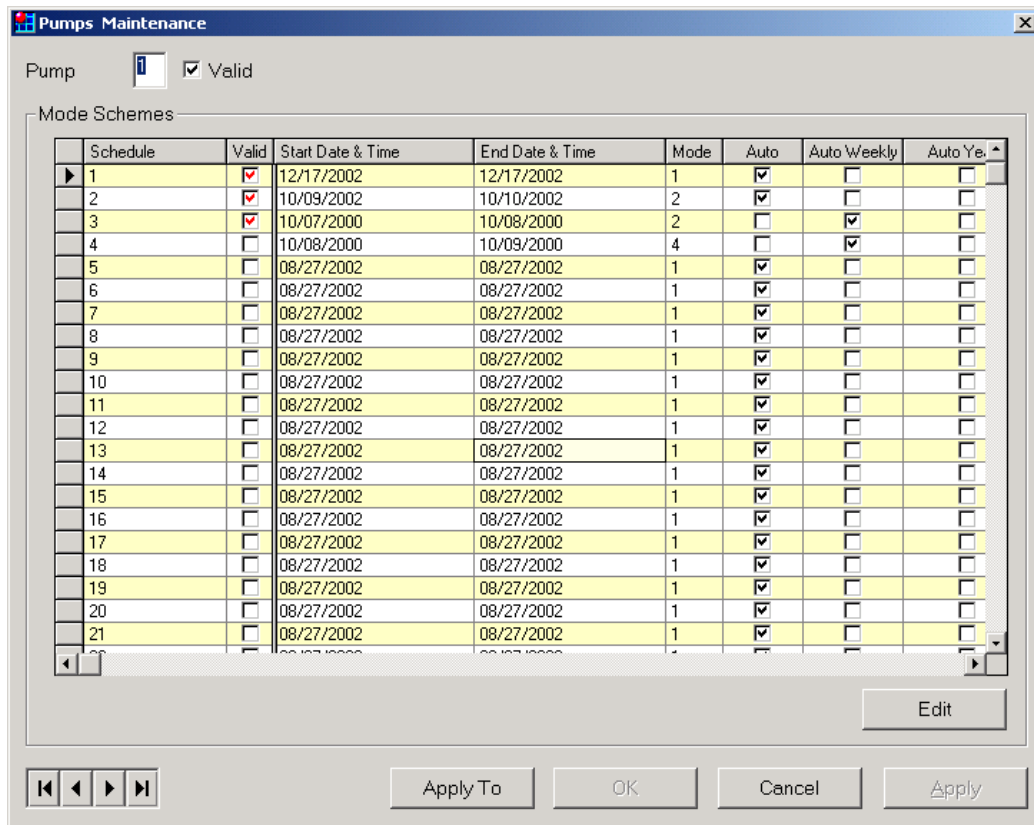 Pumps Maintenance
Pump 1 Valid
Mode Schemes
Schedule Valid Start Date & Time End Date & Time Mode Auto Auto Weekly Auto Ye
1 12/17/2002 12/17/2002 1
2 10/09/2002 10/10/2002 2
3 10/07/2000 10/08/2000 2
4 10/08/2000 10/09/2000 4
5 08/27/2002 08/27/2002 1
6 08/27/2002 08/27/2002 1
7 08/27/2002 08/27/2002 1
8 08/27/2002 08/27/2002 1
9 08/27/2002 08/27/2002 1
10 08/27/2002 08/27/2002 1
11 08/27/2002 08/27/2002 1
12 08/27/2002 08/27/2002 1
13 08/27/2002 08/27/2002 1
14 08/27/2002 08/27/2002 1
15 08/27/2002 08/27/2002 1
16 08/27/2002 08/27/2002 1
17 08/27/2002 08/27/2002 1
18 08/27/2002 08/27/2002 1
19 08/27/2002 08/27/2002 1
20 08/27/2002 08/27/2002 1
21 08/27/2002 08/27/2002 1
Edit
Apply To OK Cancel Apply